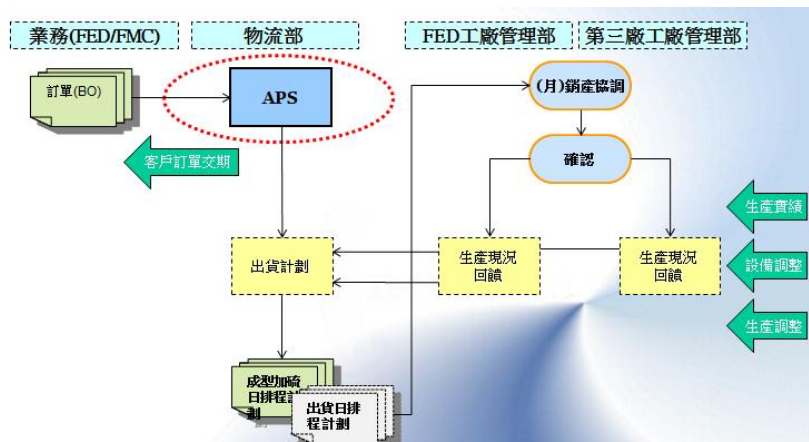 業務(FED/FMC)
物流部
FED工廠管理部
第三廠工廠管理部
訂單(BO)
APS
(月)銷產協調
客戶訂單交期
確認
生產實績
出貨計劃
生產現況
回饋
生產現況
回饋
設備調整
生產調整
成型加硫
日排程計
劃
出貨日排
程計劃